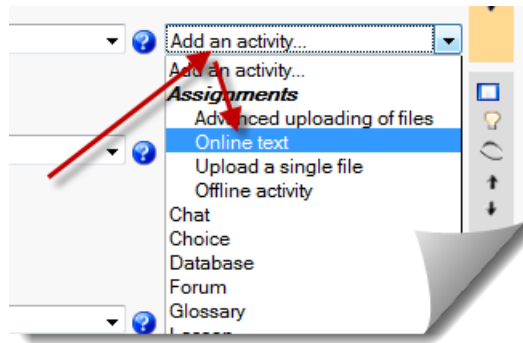 Add an activity...
Add an activity...
Assignments
Advanced uploading of files
Online text
Upload a single file
Offline activity
Chat
Choice
Database
Forum
Glossary
Lesson